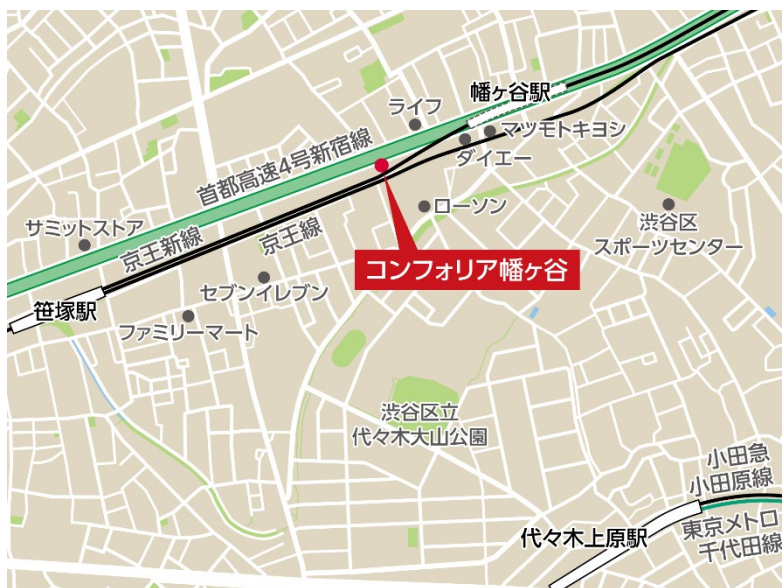 幡ヶ谷駅
ライフ
マツモトキヨシ
ダイエー
首都高速4号新宿線
ローソン
渋谷区
スポーツセンター
サミットストア
京王新線
京王線
コンフォリア幡ヶ谷
セブンイレブン
笹塚駅
ファミリーマート
渋谷区立
代々木大山公園
小田急
小田原線
代々木上原駅
東京メトロ
千代田線